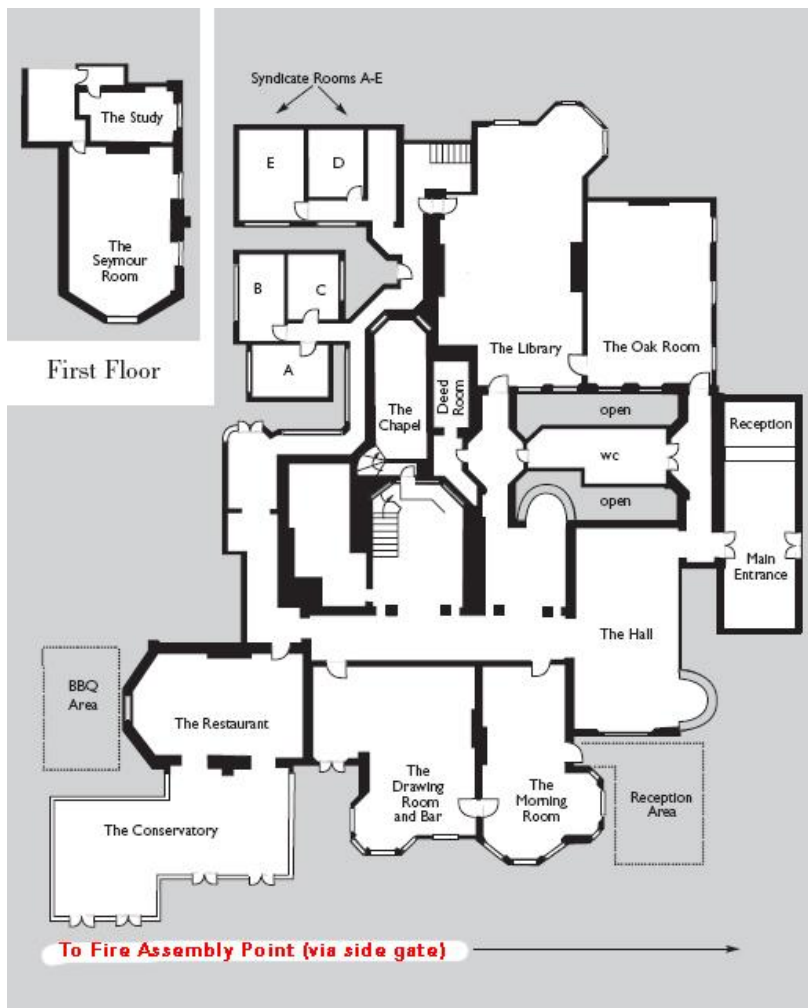 Syndicate Rooms A-E
The Study
E
D
The
Seymour
Room
B
C
The Library
The Oak Room
First Floor
A
The
Chapel
Deed
Room
open
Reception
wc
open
Main
Entrance
The Hall
BBQ
Area
The Restaurant
The
Drawing
Room
and Bar
The
Morning
Room
Reception
Area
The Conservatory
To Fire Assembly Point (via side gate)